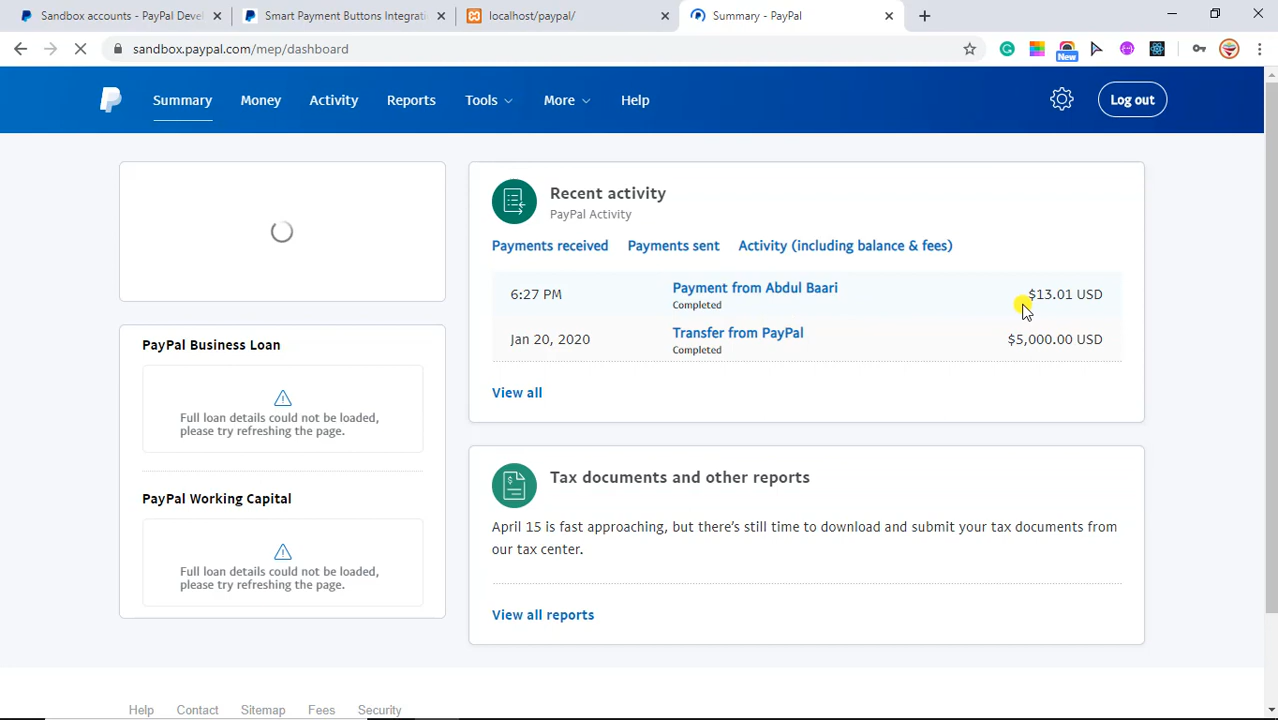 Sandbox accounts - PayPal Devel
Smart Payment Buttons Integrati
localhost/paypal/
Summary - PayPal
sandbox.paypal.com/mep/dashboard
New
Summary
Money
Activity
Reports
Tools
More
Help
Log out
Recent activity
PayPal Activity
Payments received
Payments sent
Activity (including balance & fees)
6:27 PM
Payment from Abdul Baari
Completed
$13.01 USD
Jan 20, 2020
Transfer from PayPal
Completed
$5,000.00 USD
View all
PayPal Business Loan
Full loan details could not be loaded,
please try refreshing the page.
PayPal Working Capital
Full loan details could not be loaded,
please try refreshing the page.
Tax documents and other reports
April 15 is fast approaching, but there’s still time to download and submit your tax documents from
our tax center.
View all reports
Help
Contact
Sitemap
Fees
Security